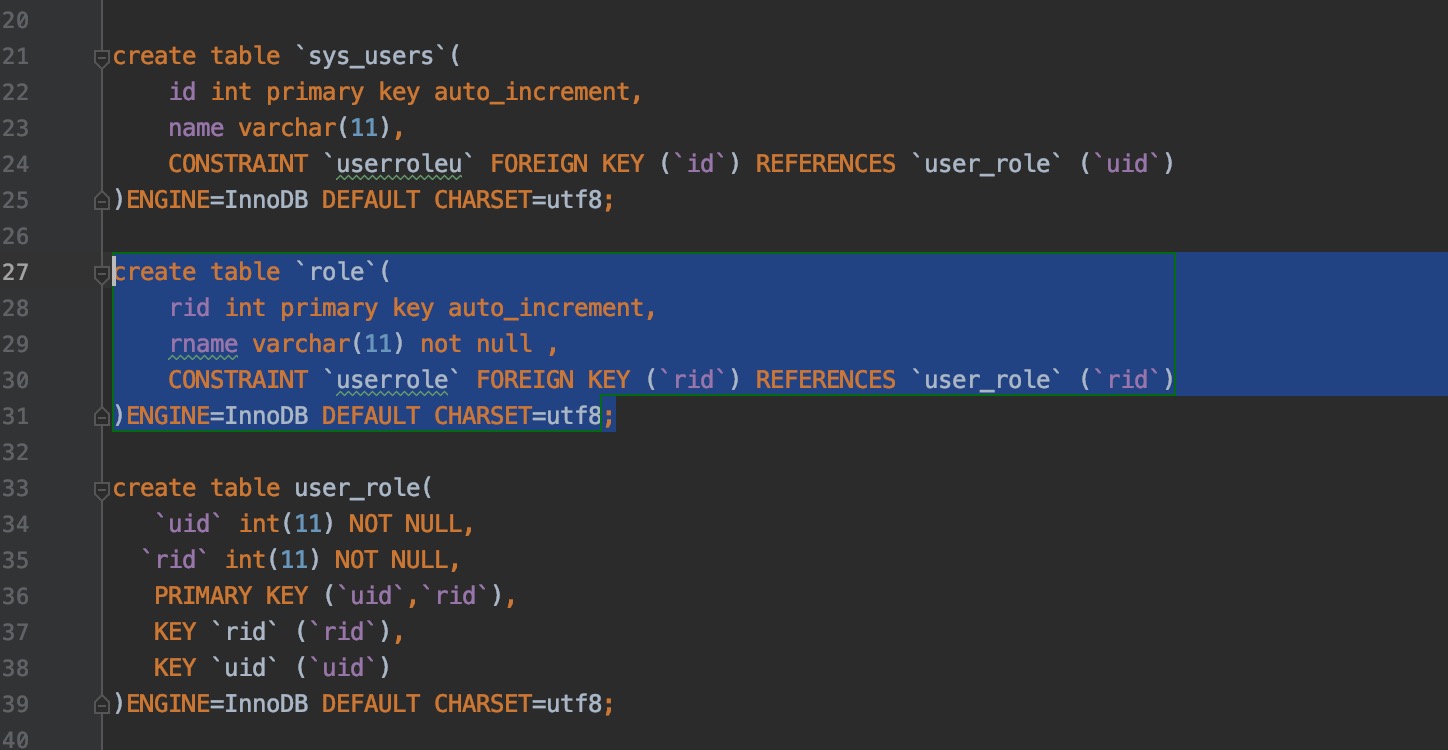 20
21 create table `sys_users`(
22 id int primary key auto_increment,
23 name varchar(11),
24 CONSTRAINT `userroleu` FOREIGN KEY (`id`) REFERENCES `user_role` (`uid`)
25 )ENGINE=InnoDB DEFAULT CHARSET=utf8;
26
27 create table `role`(
28 rid int primary key auto_increment,
29 rname varchar(11) not null ,
30 CONSTRAINT `userrole` FOREIGN KEY (`rid`) REFERENCES `user_role` (`rid`)
31 )ENGINE=InnoDB DEFAULT CHARSET=utf8;
32
33 create table user_role(
34 `uid` int(11) NOT NULL,
35 `rid` int(11) NOT NULL,
36 PRIMARY KEY (`uid`,`rid`),
37 KEY `rid` (`rid`),
38 KEY `uid` (`uid`)
39 )ENGINE=InnoDB DEFAULT CHARSET=utf8;
40